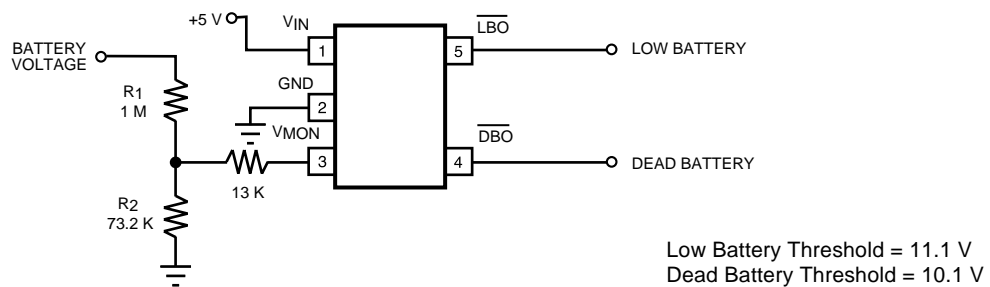 +5 V
VIN
LBO
BATTERY
VOLTAGE
1
5
LOW BATTERY
R1
1 M
GND
2
VMON
DBO
3
4
DEAD BATTERY
13 K
R2
73.2 K
Low Battery Threshold = 11.1 V
Dead Battery Threshold = 10.1 V